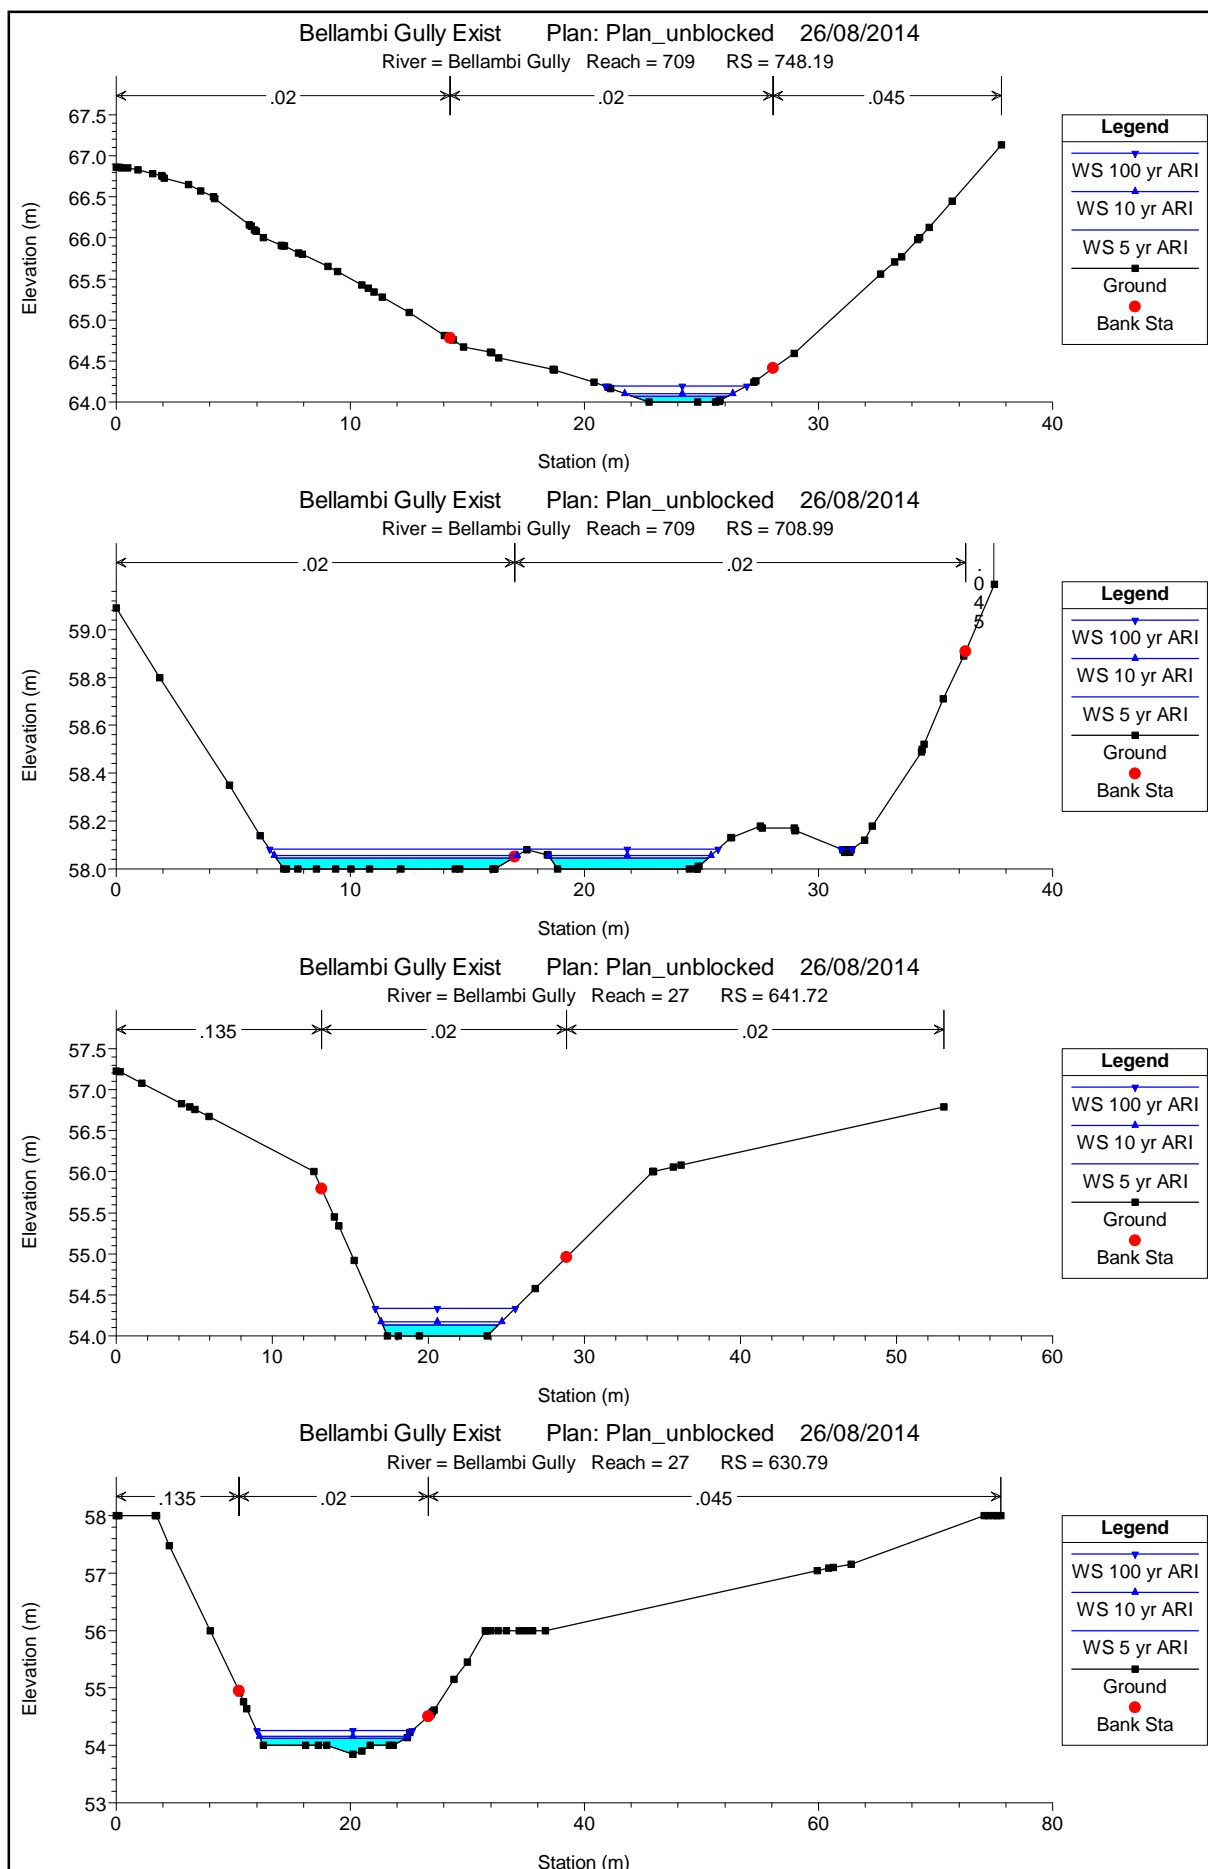 Bellambi Gully Exist Plan: Plan_unblocked 26/08/2014
River = Bellambi Gully Reach = 709 RS = 748.19
.02 .02 .045
67.5
67.0
66.5
66.0
65.5
65.0
64.5
64.0
Elevation (m)
0 10 20 30 40
Station (m)
Legend
WS 100 yr ARI
WS 10 yr ARI
WS 5 yr ARI
Ground
Bank Sta
Bellambi Gully Exist Plan: Plan_unblocked 26/08/2014
River = Bellambi Gully Reach = 709 RS = 708.99
.02 .02 .045
59.0
58.8
58.6
58.4
58.2
58.0
Elevation (m)
0 10 20 30 40
Station (m)
Legend
WS 100 yr ARI
WS 10 yr ARI
WS 5 yr ARI
Ground
Bank Sta
Bellambi Gully Exist Plan: Plan_unblocked 26/08/2014
River = Bellambi Gully Reach = 27 RS = 641.72
.135 .02 .02
57.5
57.0
56.5
56.0
55.5
55.0
54.5
54.0
Elevation (m)
0 10 20 30 40 50 60
Station (m)
Legend
WS 100 yr ARI
WS 10 yr ARI
WS 5 yr ARI
Ground
Bank Sta
Bellambi Gully Exist Plan: Plan_unblocked 26/08/2014
River = Bellambi Gully Reach = 27 RS = 630.79
.135 .02 .045
58
57
56
55
54
53
Elevation (m)
0 20 40 60 80
Station (m)
Legend
WS 100 yr ARI
WS 10 yr ARI
WS 5 yr ARI
Ground
Bank Sta